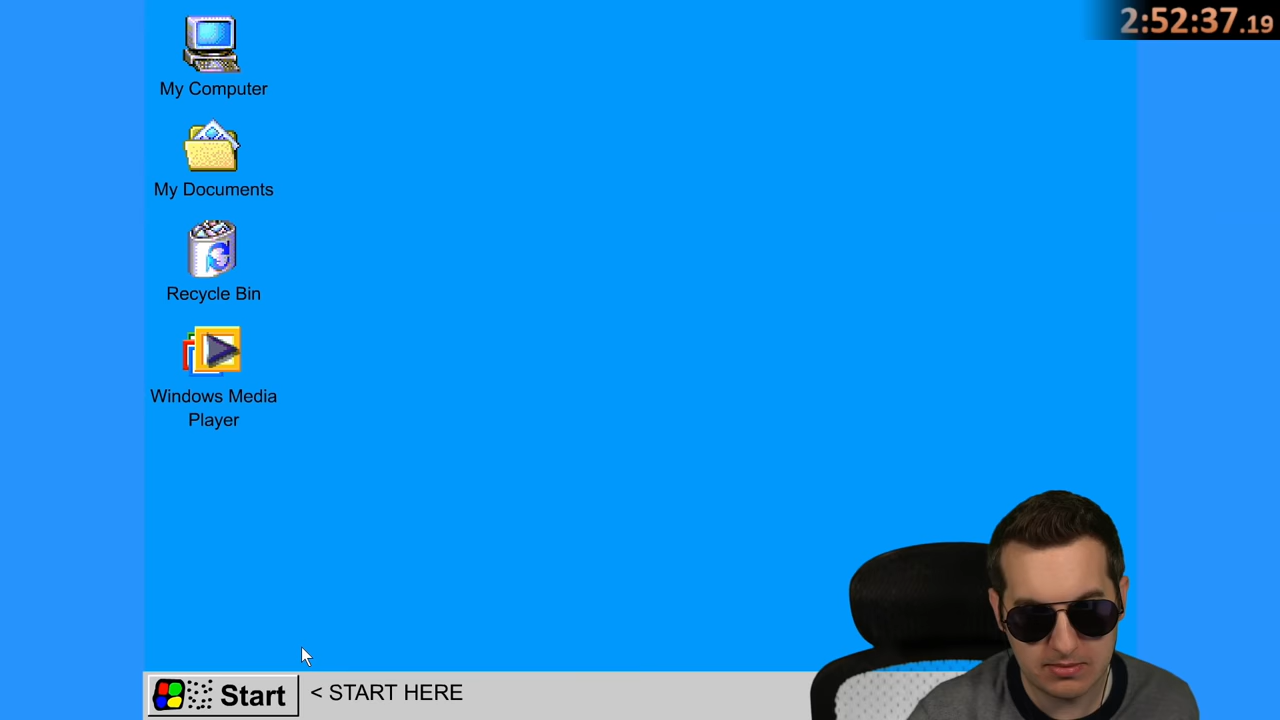 2:52:37.19
My Computer
My Documents
Recycle Bin
Windows Media
Player
Start
< START HERE